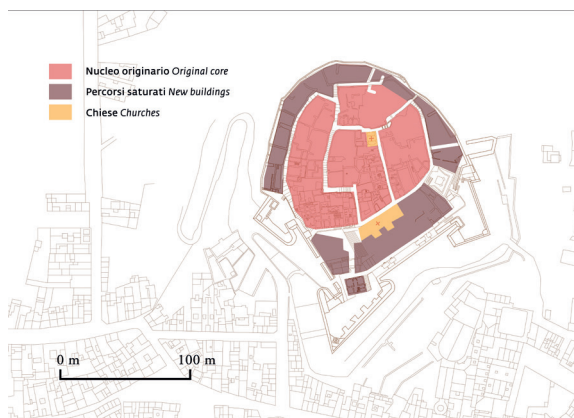 Nucleo originario Original core
Percorsi saturati New buildings
Chiese Churches
0 m 100 m